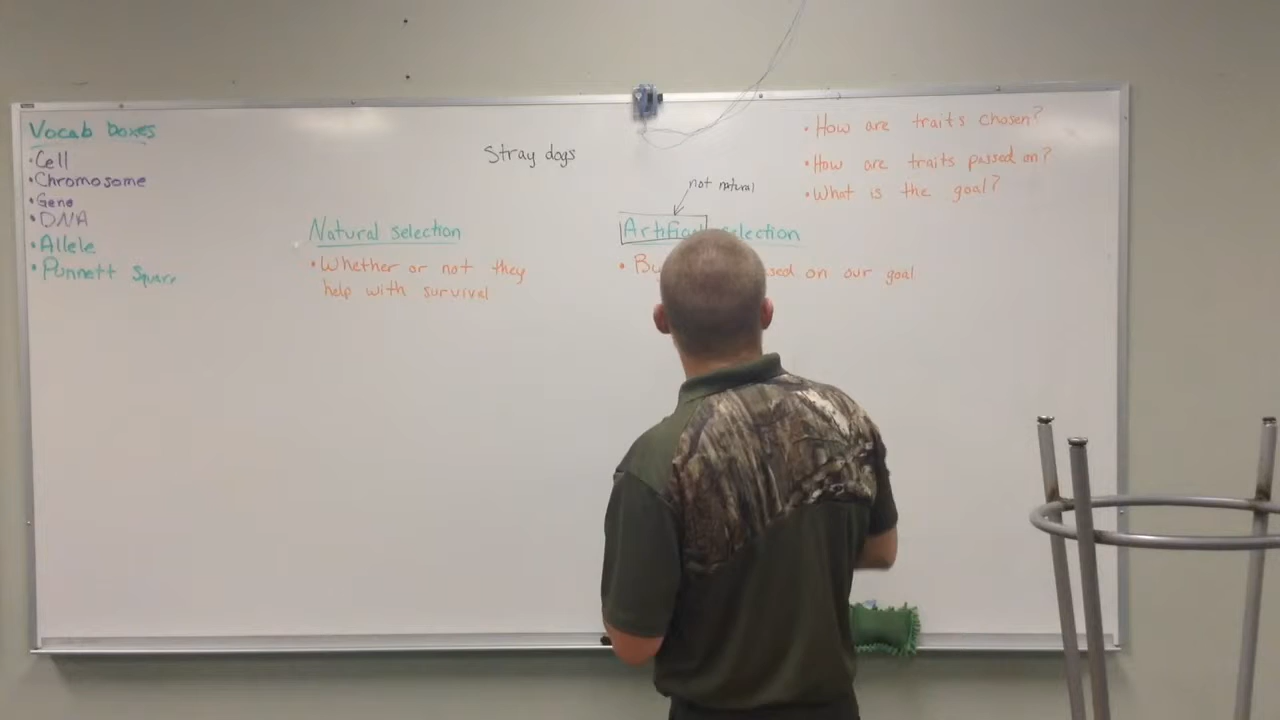 Vocab boxes
• Cell
• Chromosome
• Gene
• DNA
• Allele
• Punnett Square
Stray dogs
Natural selection
• Whether or not they
help with survival
not natural
Artifical selection
• on our goal
• How are traits chosen?
• How are traits passed on?
• What is the goal?